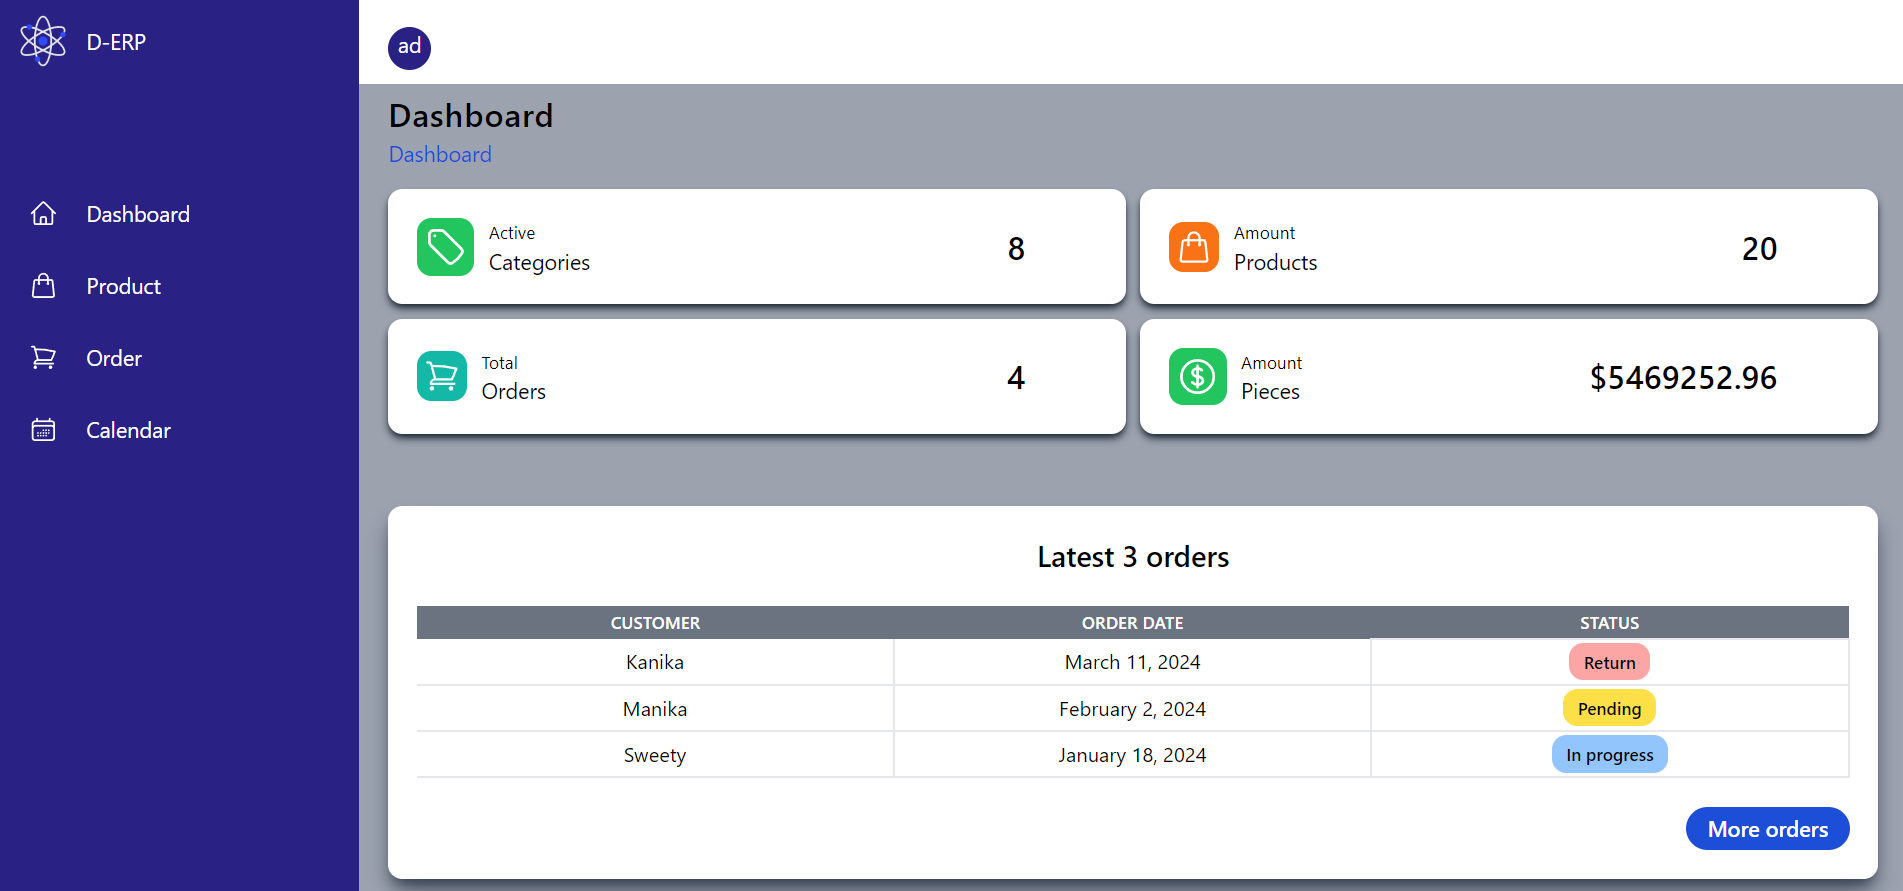 D-ERP
ad
Dashboard
Product
Order
Calendar
Dashboard
Dashboard
Active
Categories
8
Amount
Products
20
Total
Orders
4
Amount
Pieces
$5469252.96
Latest 3 orders
CUSTOMER ORDER DATE STATUS
Kanika March 11, 2024 Return
Manika February 2, 2024 Pending
Sweety January 18, 2024 In progress
More orders